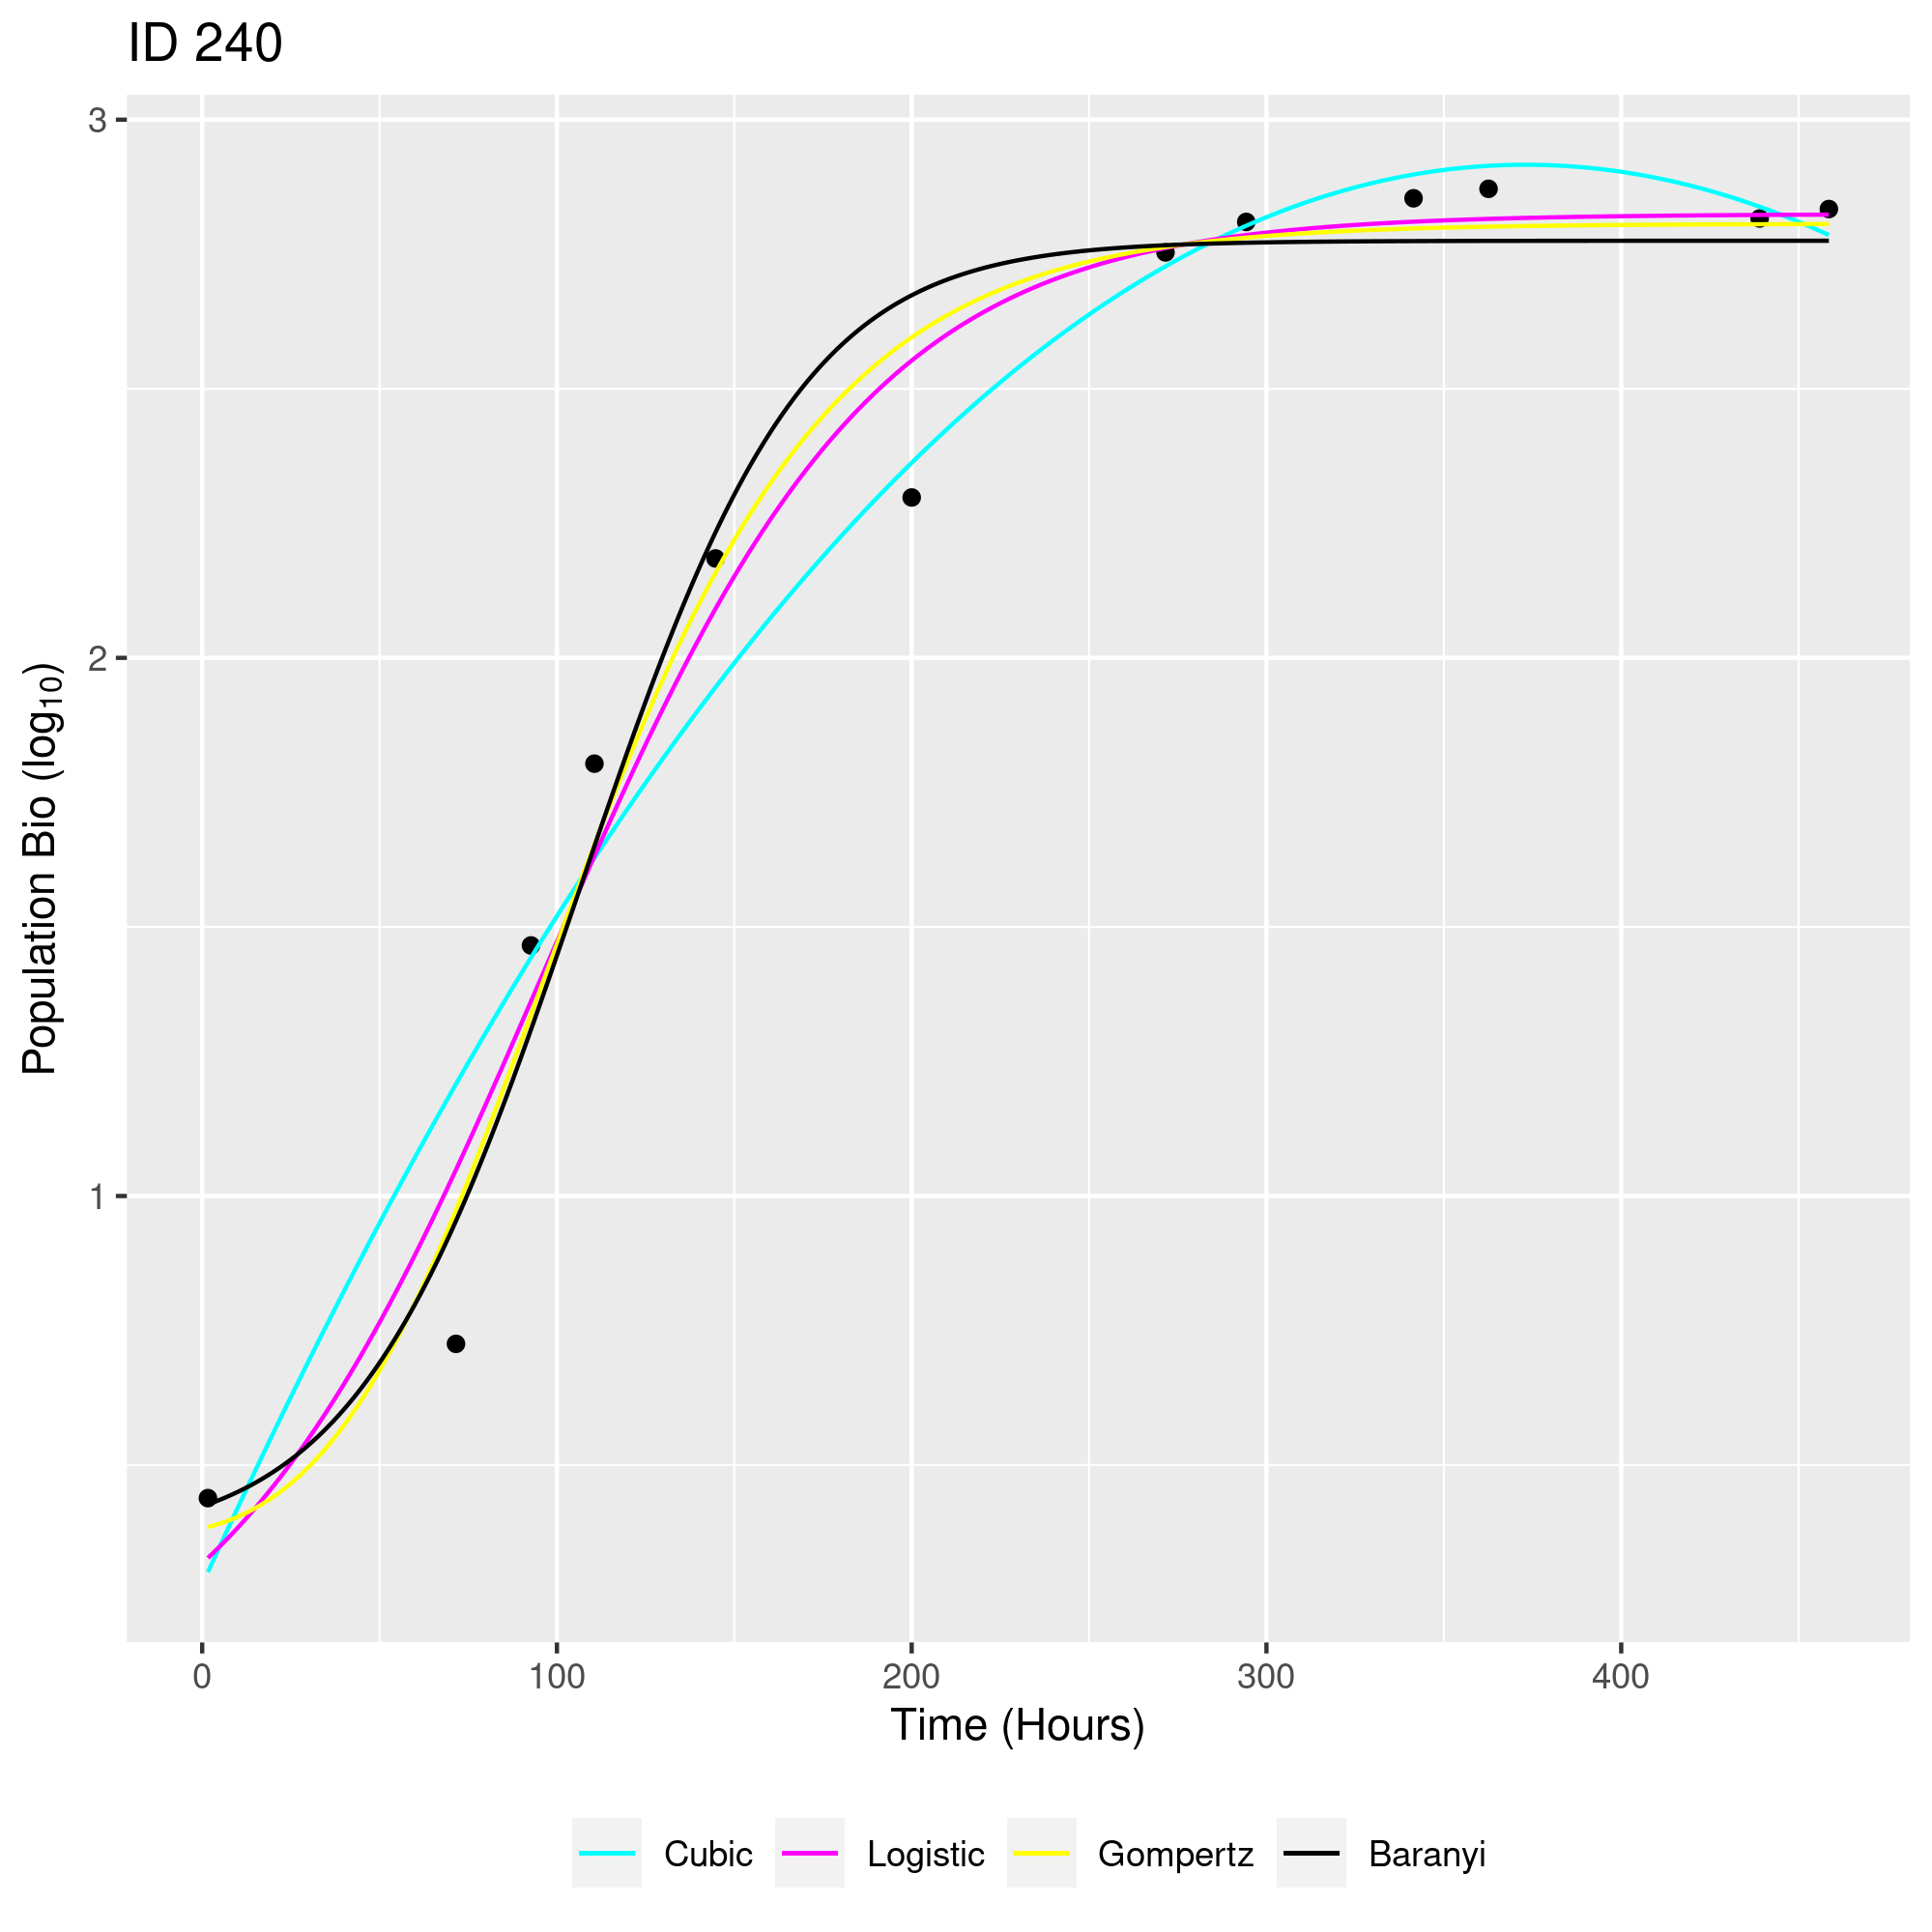 ID 240
3
2
1
Population Bio (log₁₀)
0 100 200 300 400
Time (Hours)
Cubic Logistic Gompertz Baranyi